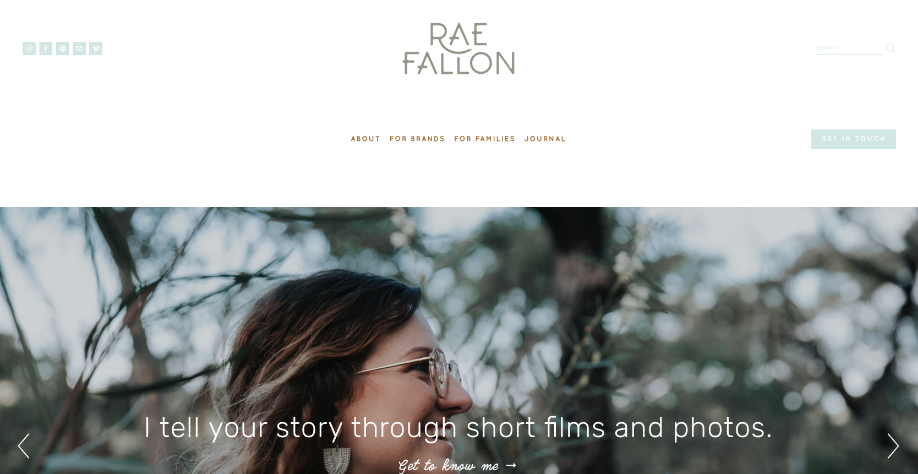 RAE
FALLON
SEARCH
ABOUT FOR BRANDS FOR FAMILIES JOURNAL
GET IN TOUCH
I tell your story through short films and photos.
Get to know me →